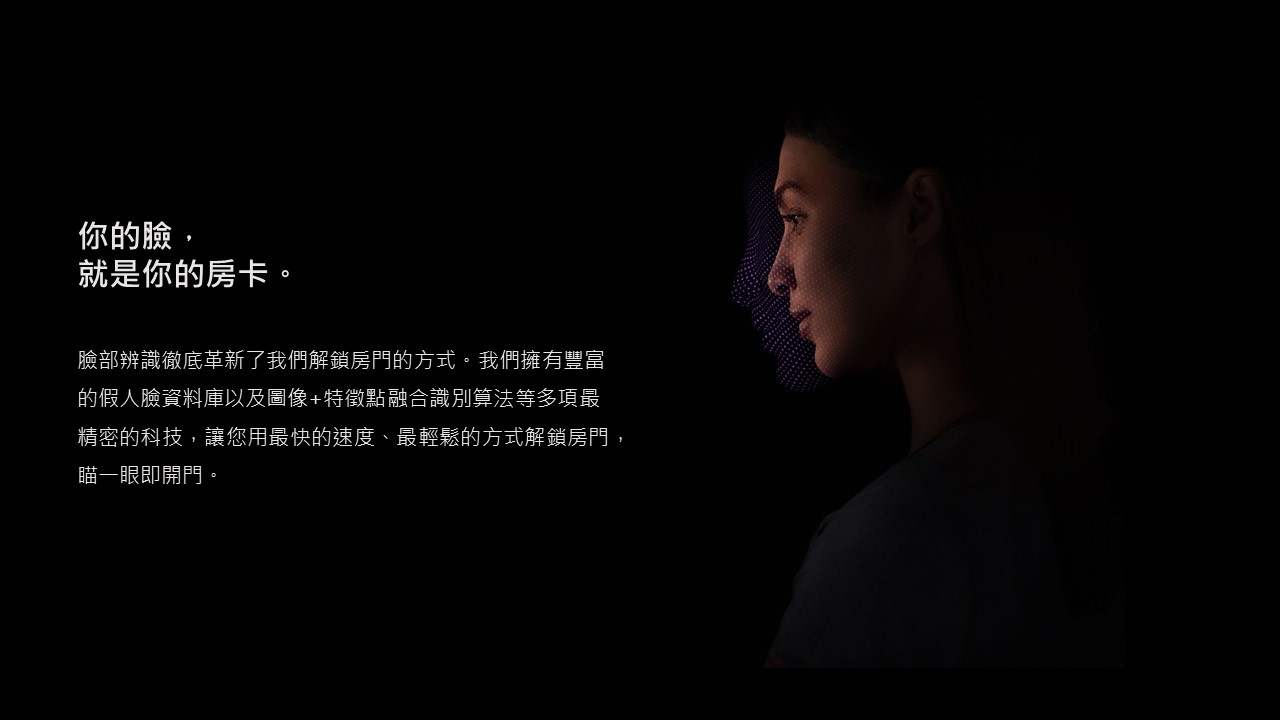 你的臉，
就是你的房卡。
臉部辨識徹底革新了我們解鎖房門的方式。我們擁有豐富
的假人臉資料庫以及圖像+特徵點融合識別算法等多項最
精密的科技，讓您用最快的速度、最輕鬆的方式解鎖房門，
瞄一眼即開門。